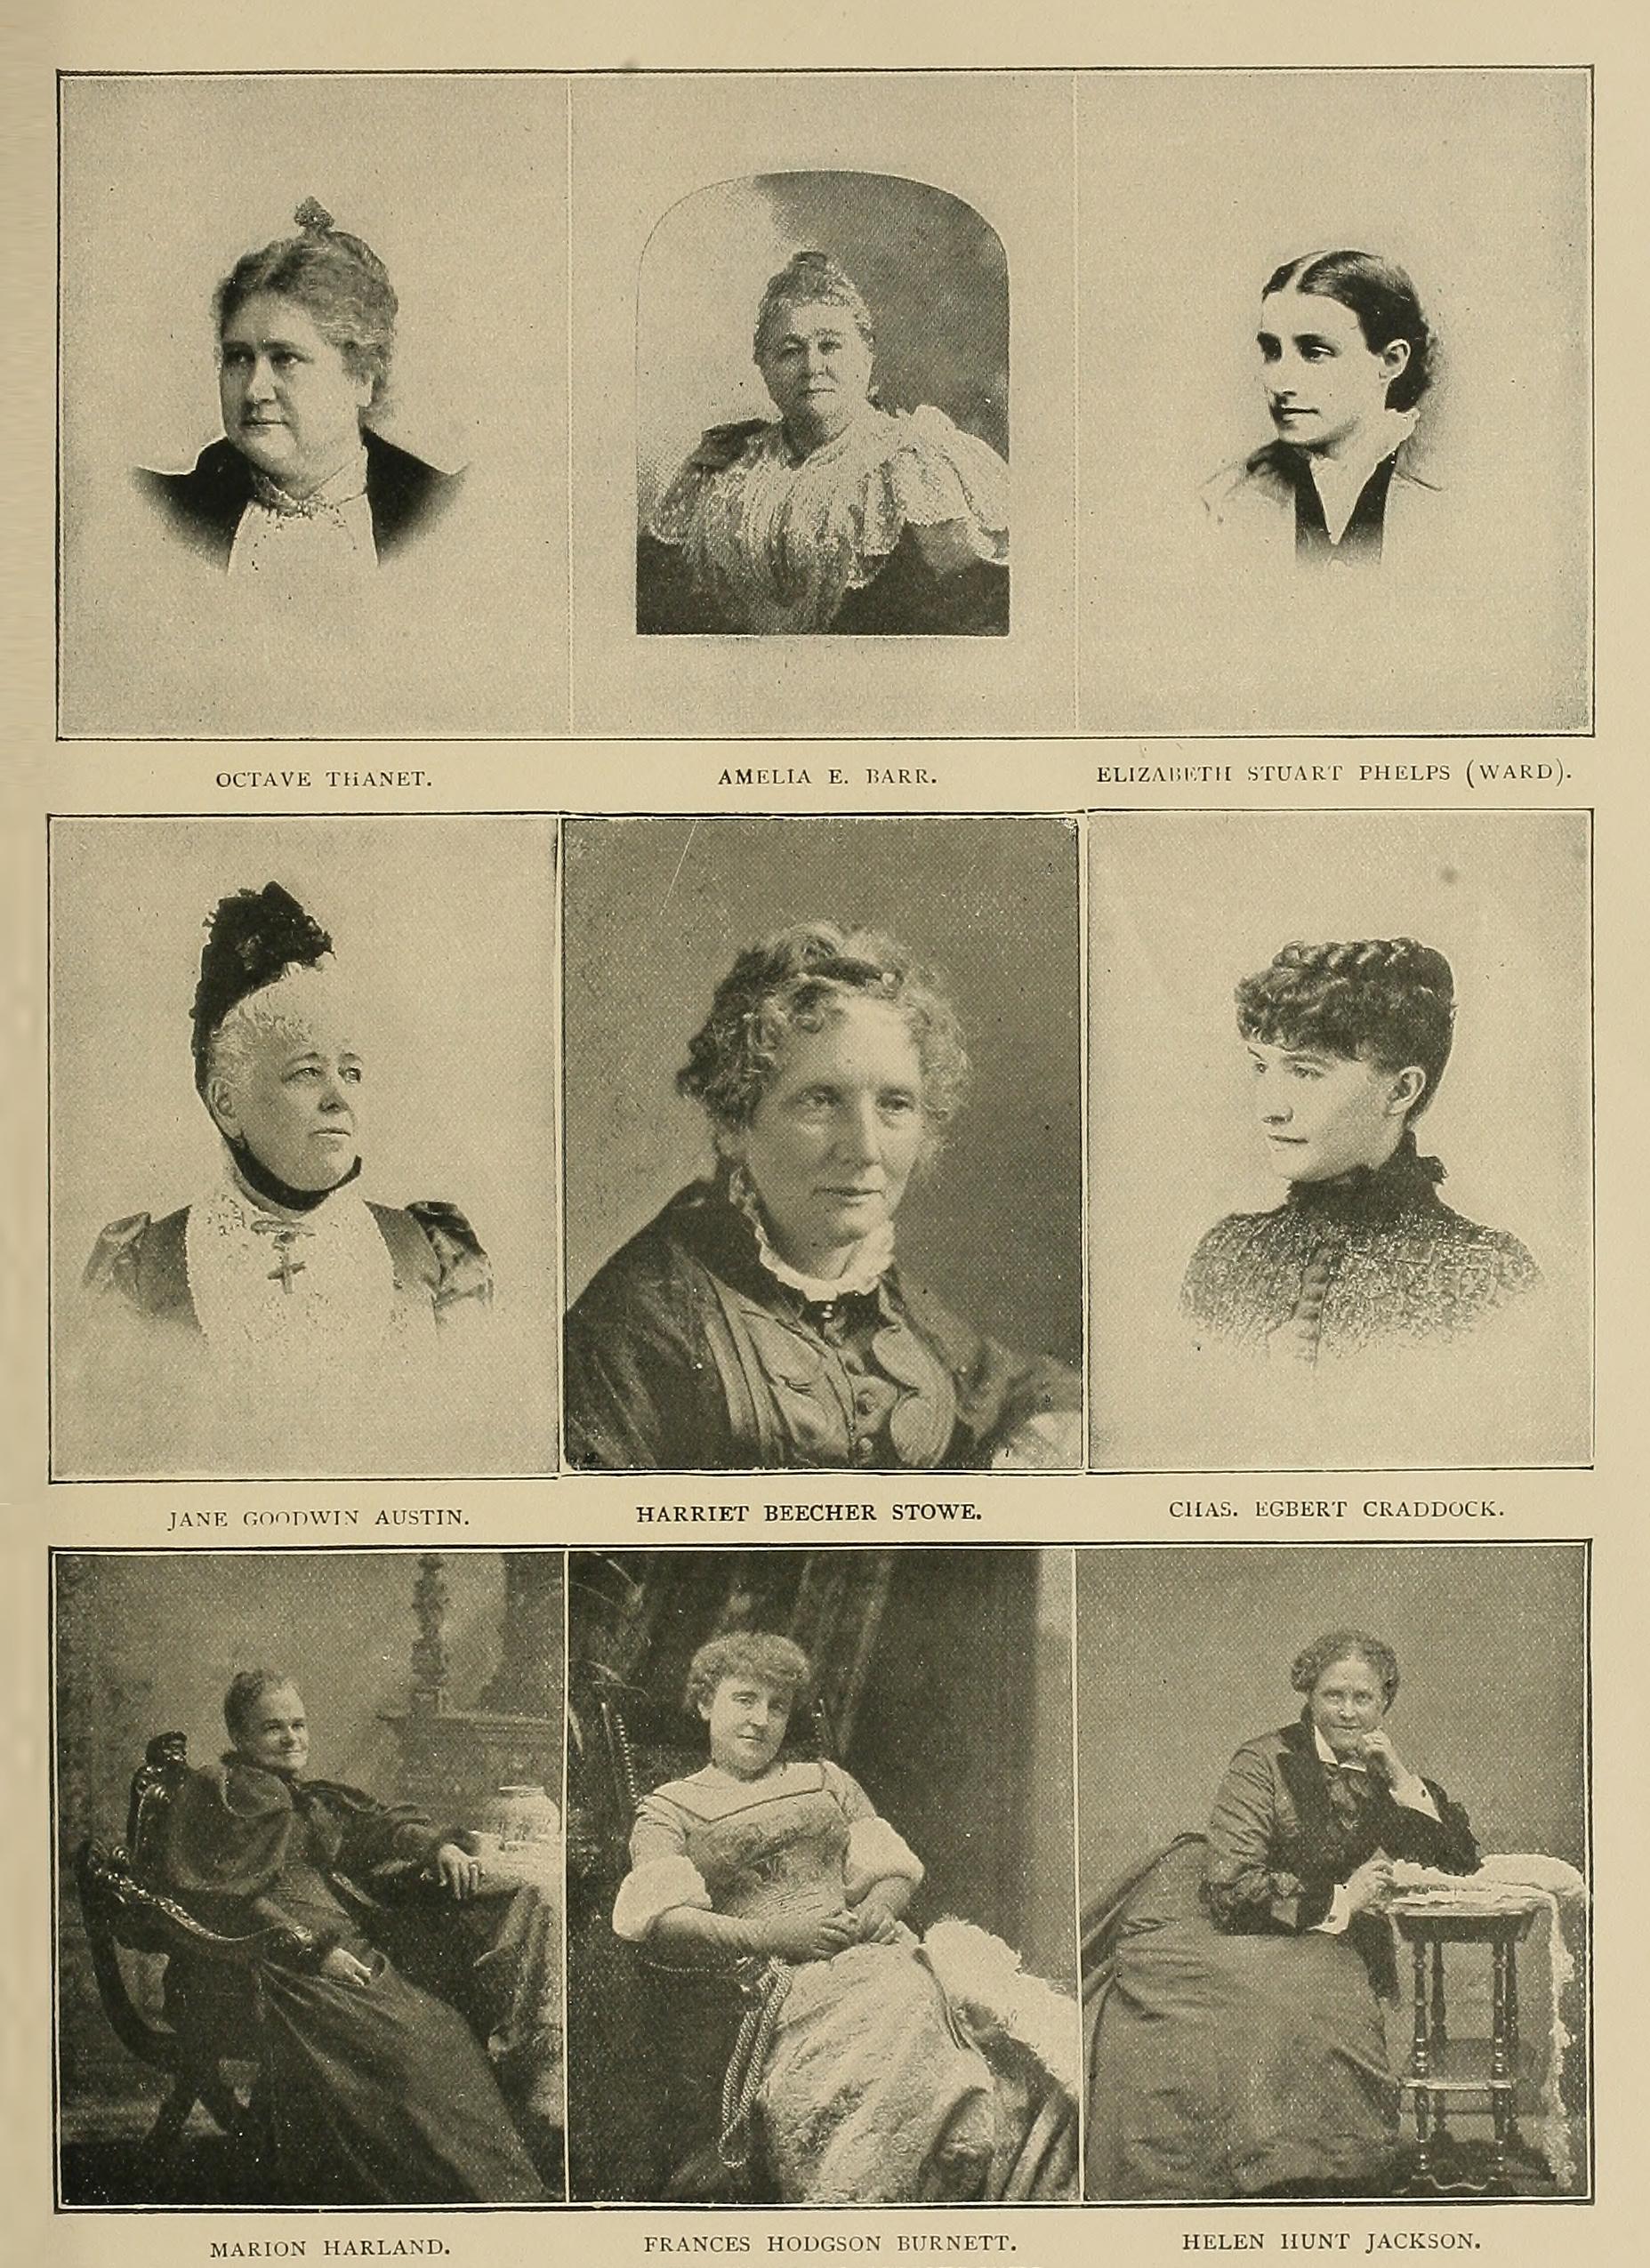 OCTAVE THANET.
AMELIA E. BARR.
ELIZABETH STUART PHELPS (WARD).
JANE GOODWIN AUSTIN.
HARRIET BEECHER STOWE.
CHAS. EGBERT CRADDOCK.
MARION HARLAND.
FRANCES HODGSON BURNETT.
HELEN HUNT JACKSON.